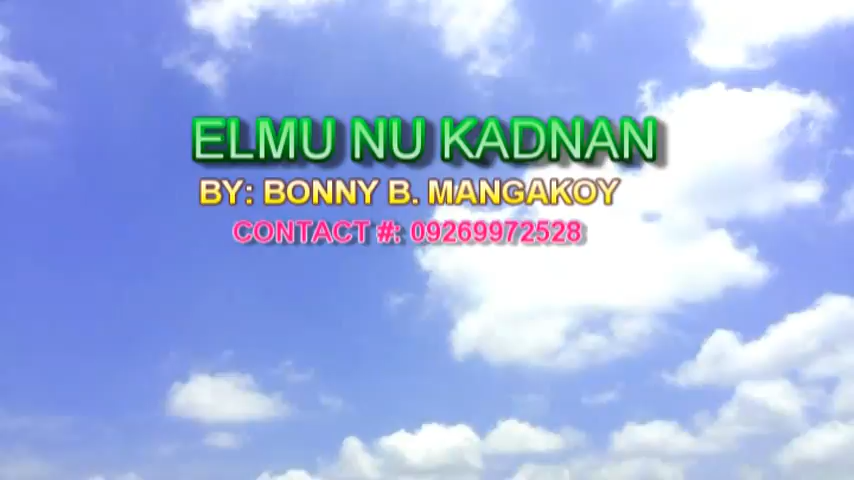 ELMU NU KADNAN
BY: BONNY B. MANGAKOY
CONTACT #: 09269972528